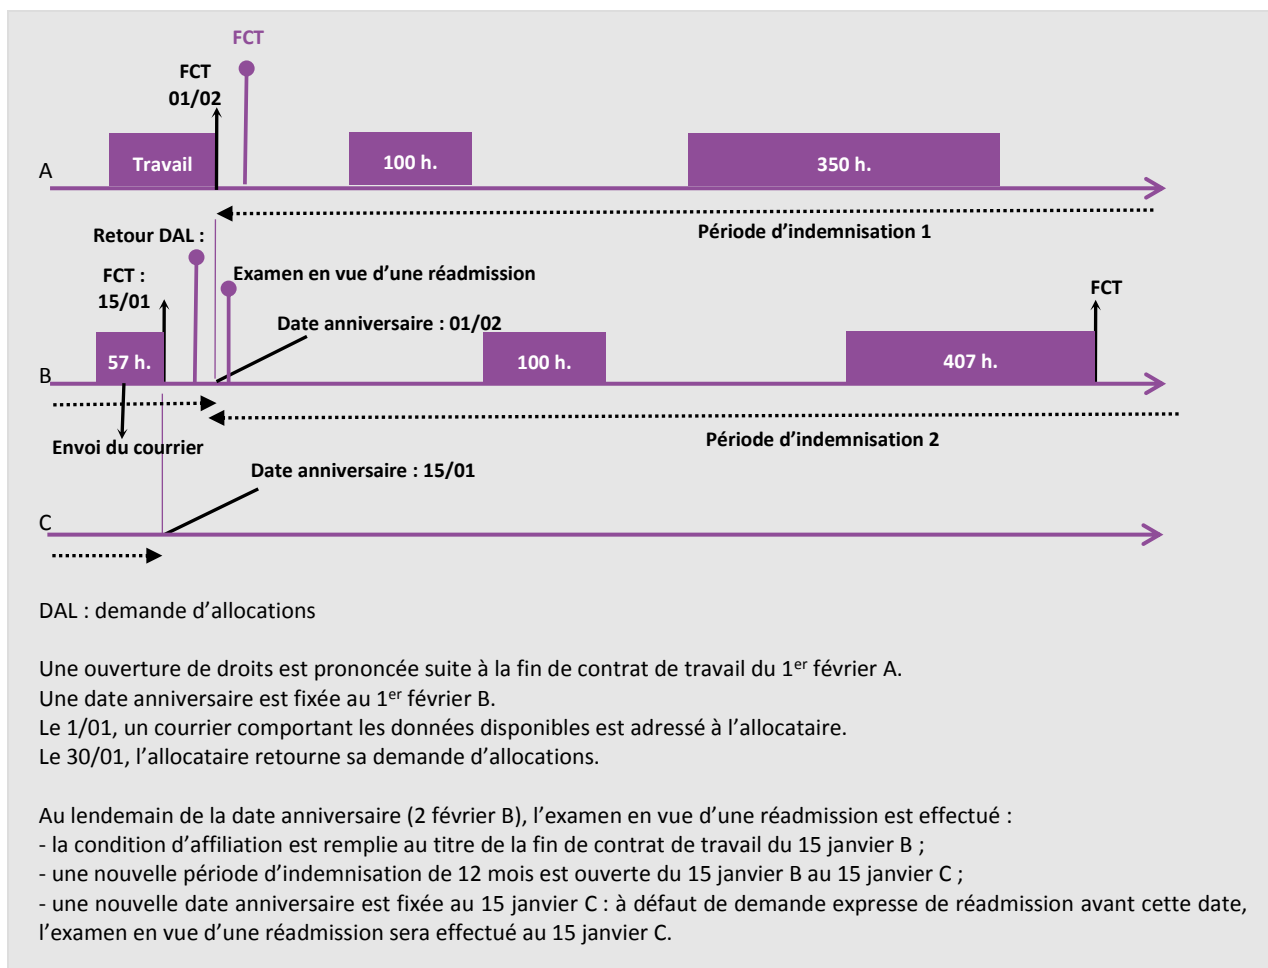 FCT
FCT
01/02
A
Travail
100 h.
350 h.
Période d’indemnisation 1
Retour DAL :
FCT :
15/01
Examen en vue d’une réadmission
FCT
Date anniversaire : 01/02
B
57 h.
100 h.
407 h.
Envoi du courrier
Période d’indemnisation 2
Date anniversaire : 15/01
C
DAL : demande d’allocations
Une ouverture de droits est prononcée suite à la fin de contrat de travail du 1er février A.
Une date anniversaire est fixée au 1er février B.
Le 1/01, un courrier comportant les données disponibles est adressé à l’allocataire.
Le 30/01, l’allocataire retourne sa demande d’allocations.
Au lendemain de la date anniversaire (2 février B), l’examen en vue d’une réadmission est effectué :
- la condition d’affiliation est remplie au titre de la fin de contrat de travail du 15 janvier B ;
- une nouvelle période d’indemnisation de 12 mois est ouverte du 15 janvier B au 15 janvier C ;
- une nouvelle date anniversaire est fixée au 15 janvier C : à défaut de demande expresse de réadmission avant cette date,
l’examen en vue d’une réadmission sera effectué au 15 janvier C.